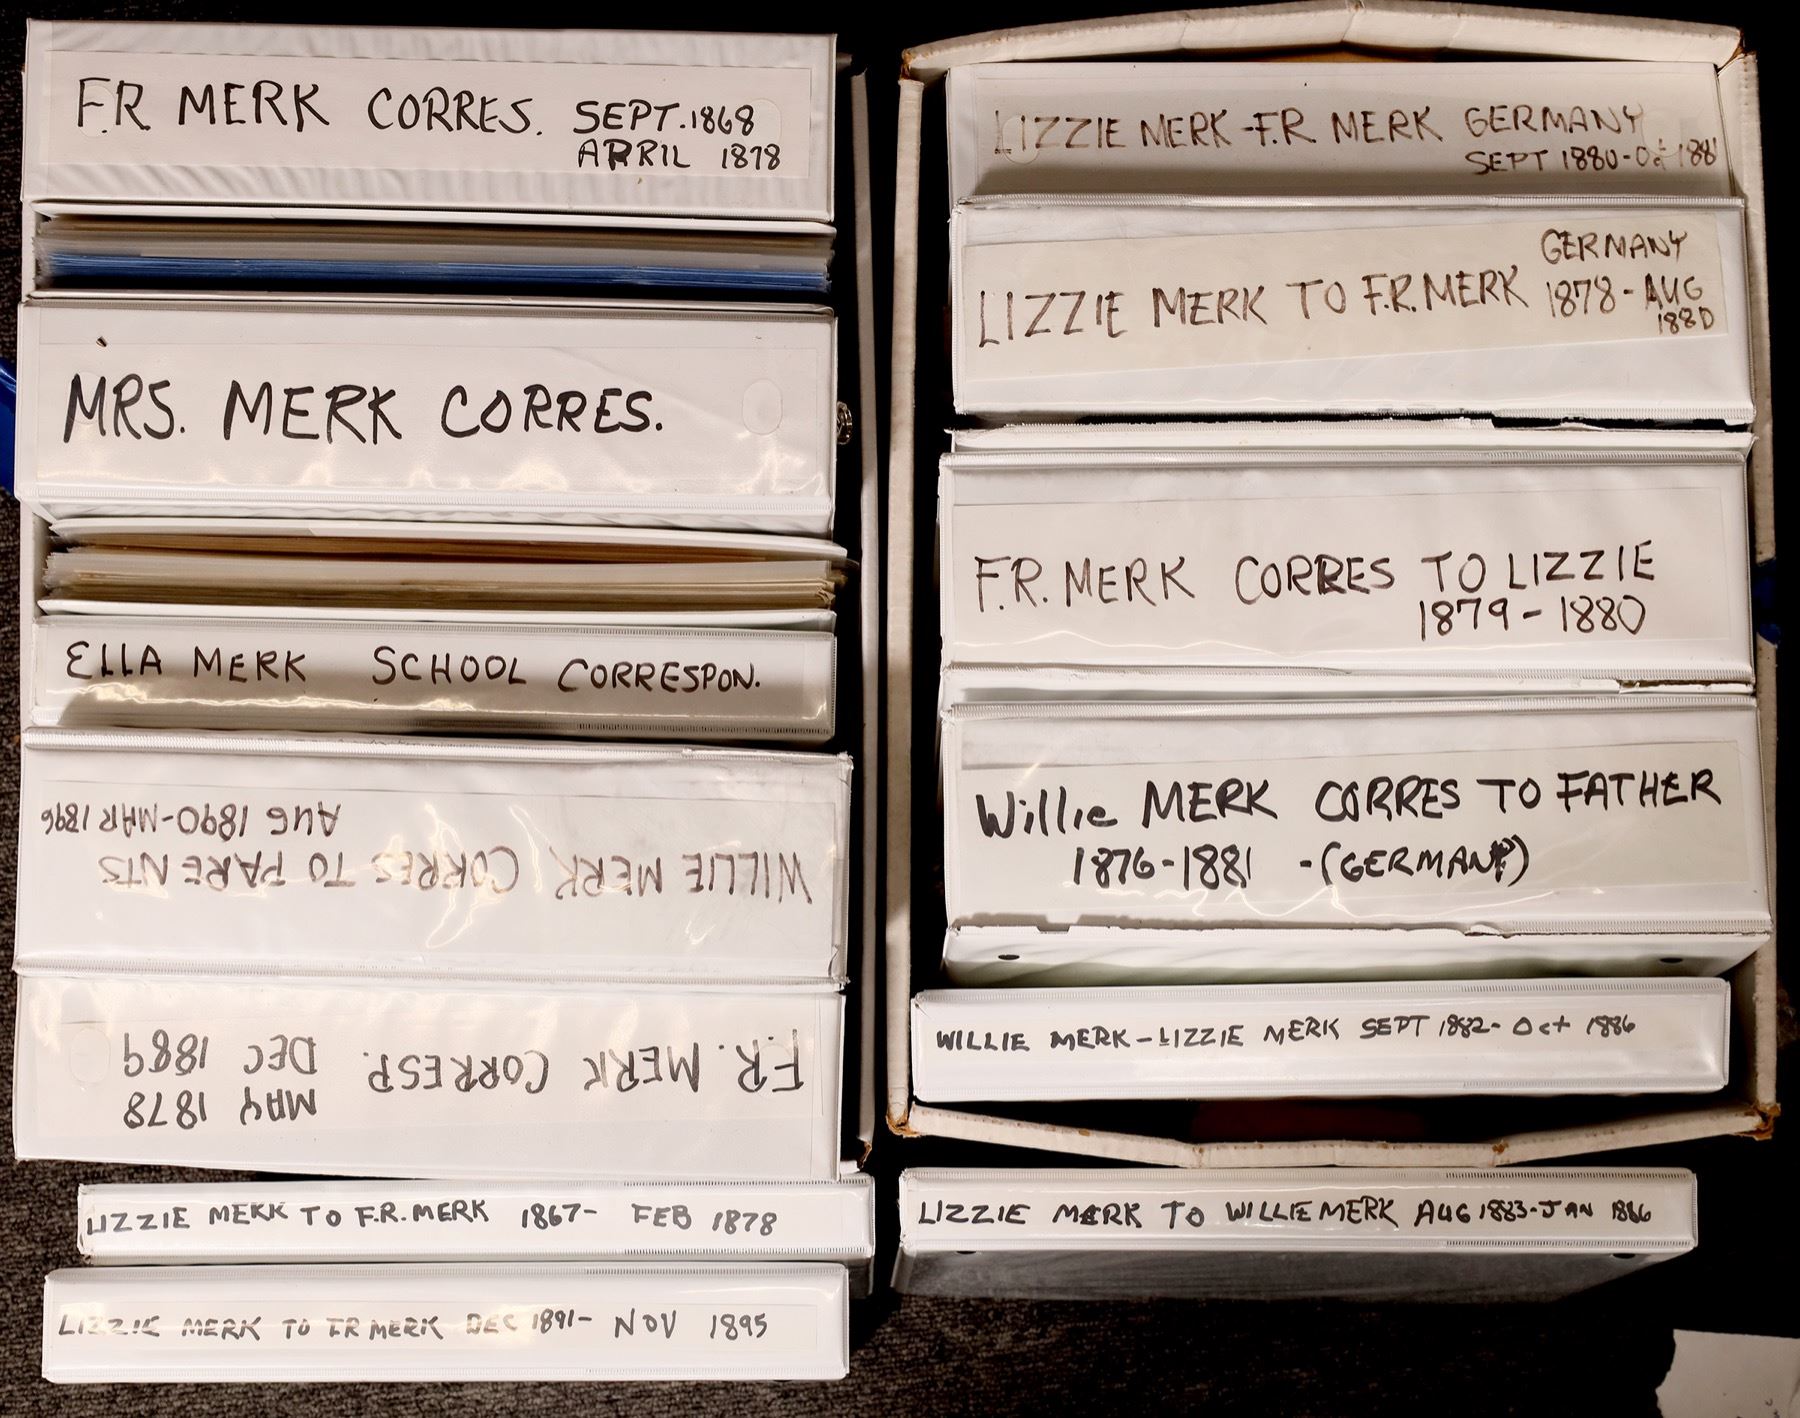 F.R. MERK CORRES. SEPT. 1868
APRIL 1878
MRS. MERK CORRES.
ELLA MERK SCHOOL CORRESPON.
WILLIE MERK CORRES TO PARENTS
AUG 1890-MAR 1896
F.R. MERK CORRESP. MAY 1878
DEC 1889
LIZZIE MERK TO F.R. MERK 1867- FEB 1878
LIZZIE MERK TO FR MERK DEC 1891- NOV 1895
LIZZIE MERK-F.R. MERK GERMANY
SEPT 1880-Oct 1881
GERMANY
LIZZIE MERK TO F.R. MERK 1878-AUG
1880
F.R. MERK CORRES TO LIZZIE
1879-1880
Willie MERK CORRES TO FATHER
1876-1881 -(GERMANY)
WILLIE MERK-LIZZIE MERK SEPT 1882- Oct 1886
LIZZIE MERK TO WILLIE MERK AUG 1883-JAN 1886